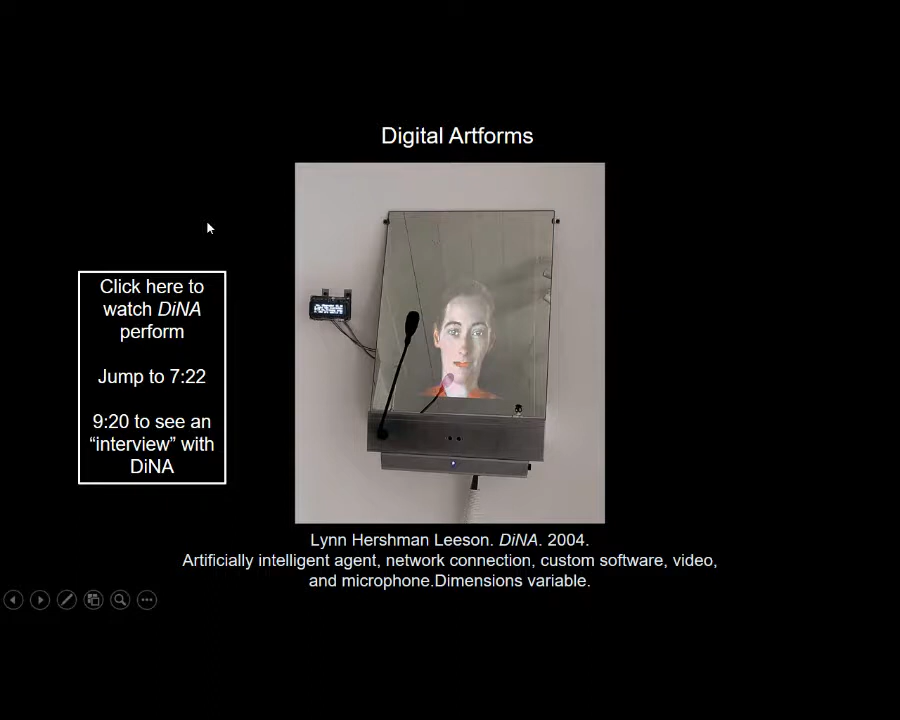 Digital Artforms
Click here to
watch DiNA
perform
Jump to 7:22
9:20 to see an
“interview” with
DiNA
Lynn Hershman Leeson. DiNA. 2004.
Artificially intelligent agent, network connection, custom software, video,
and microphone.Dimensions variable.